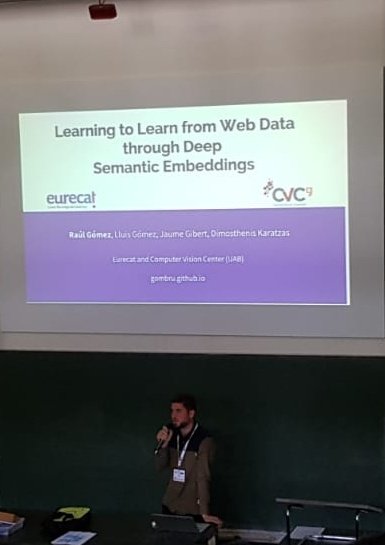 Learning to Learn from Web Data
through Deep
Semantic Embeddings
eurecat
CVC
Raúl Gómez, Lluis Gómez, Jaume Gibert, Dimosthenis Karatzas
Eurecat and Computer Vision Center (UAB)
gombru.github.io